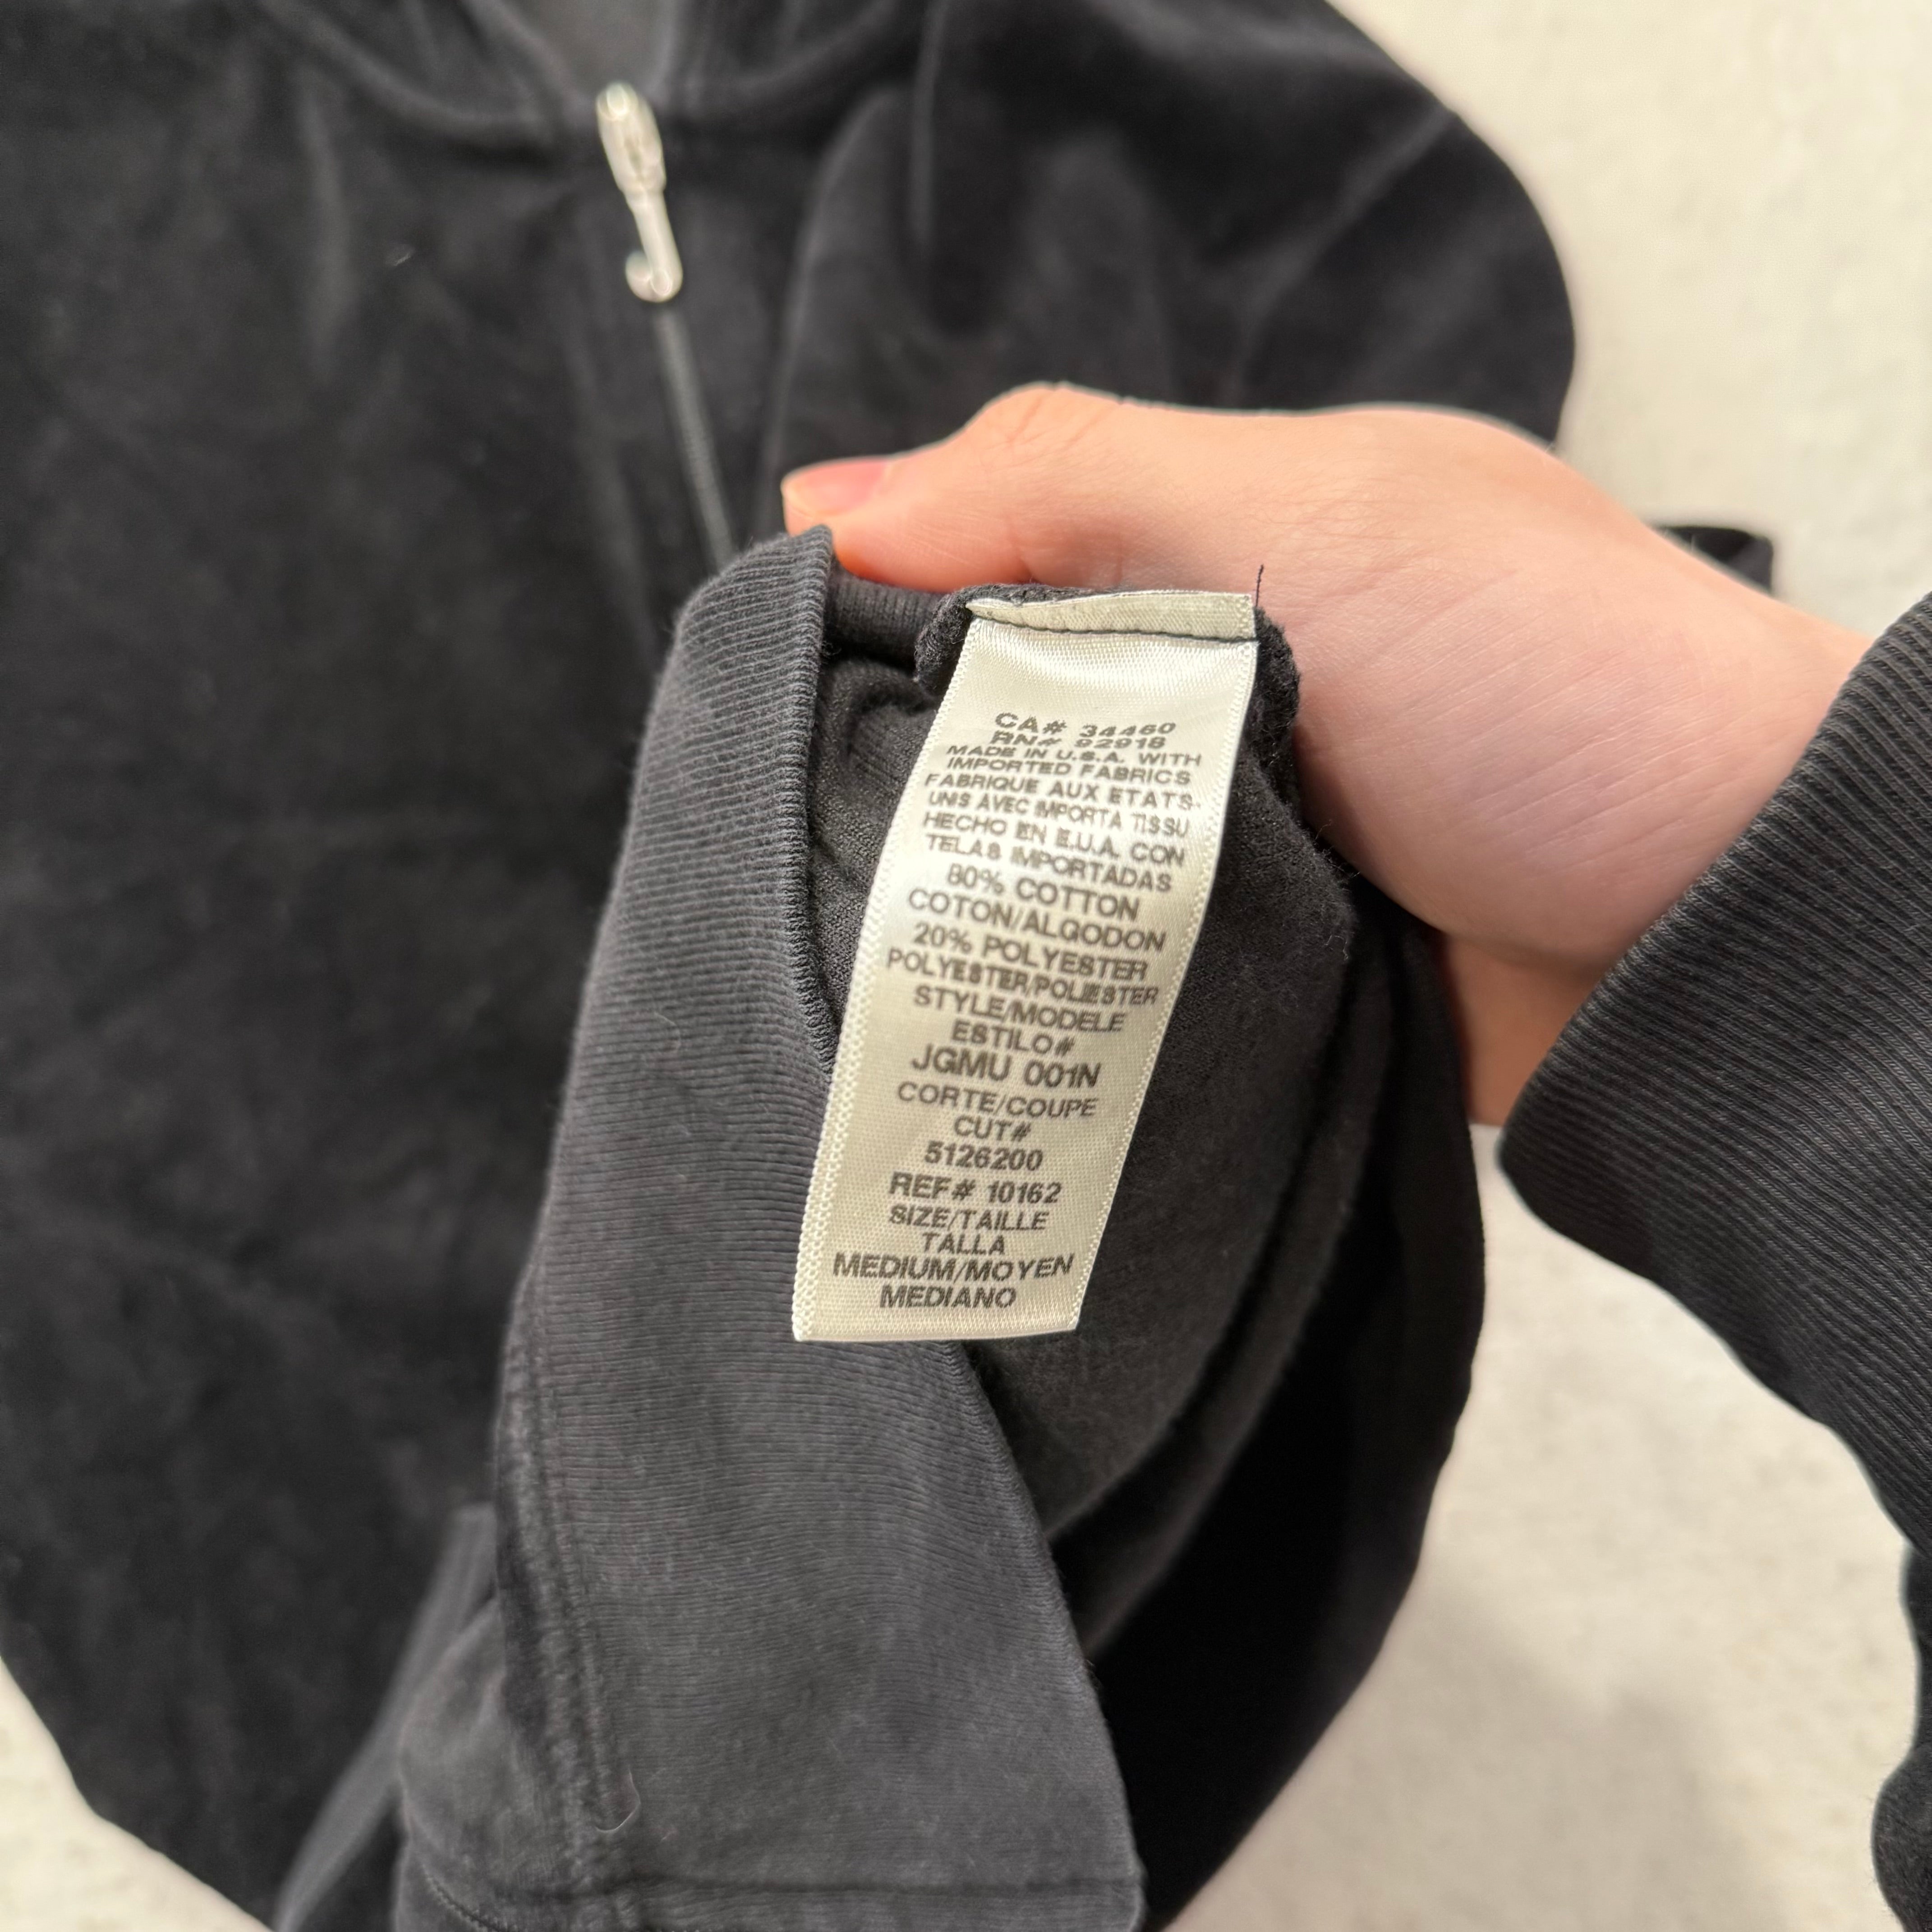 CA# 34460
RN# 92918
MADE IN U.S.A. WITH
IMPORTED FABRICS
FABRIQUE AUX ETATS-
UNIS AVEC IMPORTA TISSU
HECHO EN E.U.A. CON
TELAS IMPORTADAS
80% COTTON
COTON/ALGODON
20% POLYESTER
POLYESTER/POLIESTER
STYLE/MODELE
ESTILO#
JGMU 001N
CORTE/COUPE
CUT#
5126200
REF# 10162
SIZE/TAILLE
TALLA
MEDIUM/MOYEN
MEDIANO